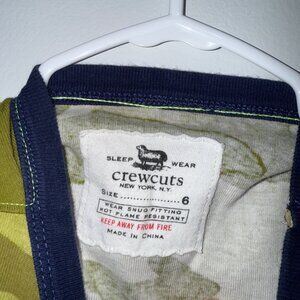 SLEEP WEAR
crewcuts
NEW YORK, N.Y.
SIZE 6
WEAR SNUG FITTING
NOT FLAME RESISTANT
KEEP AWAY FROM FIRE
MADE IN CHINA